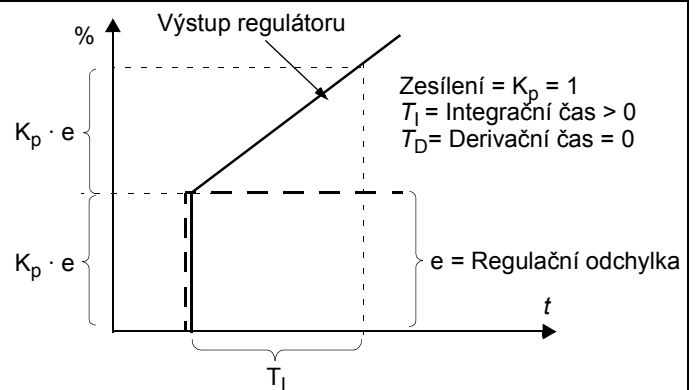 %
Výstup regulátoru
Zesílení = Kp = 1
TI = Integrační čas > 0
TD= Derivační čas = 0
Kp · e
Kp · e
e = Regulační odchylka
t
TI